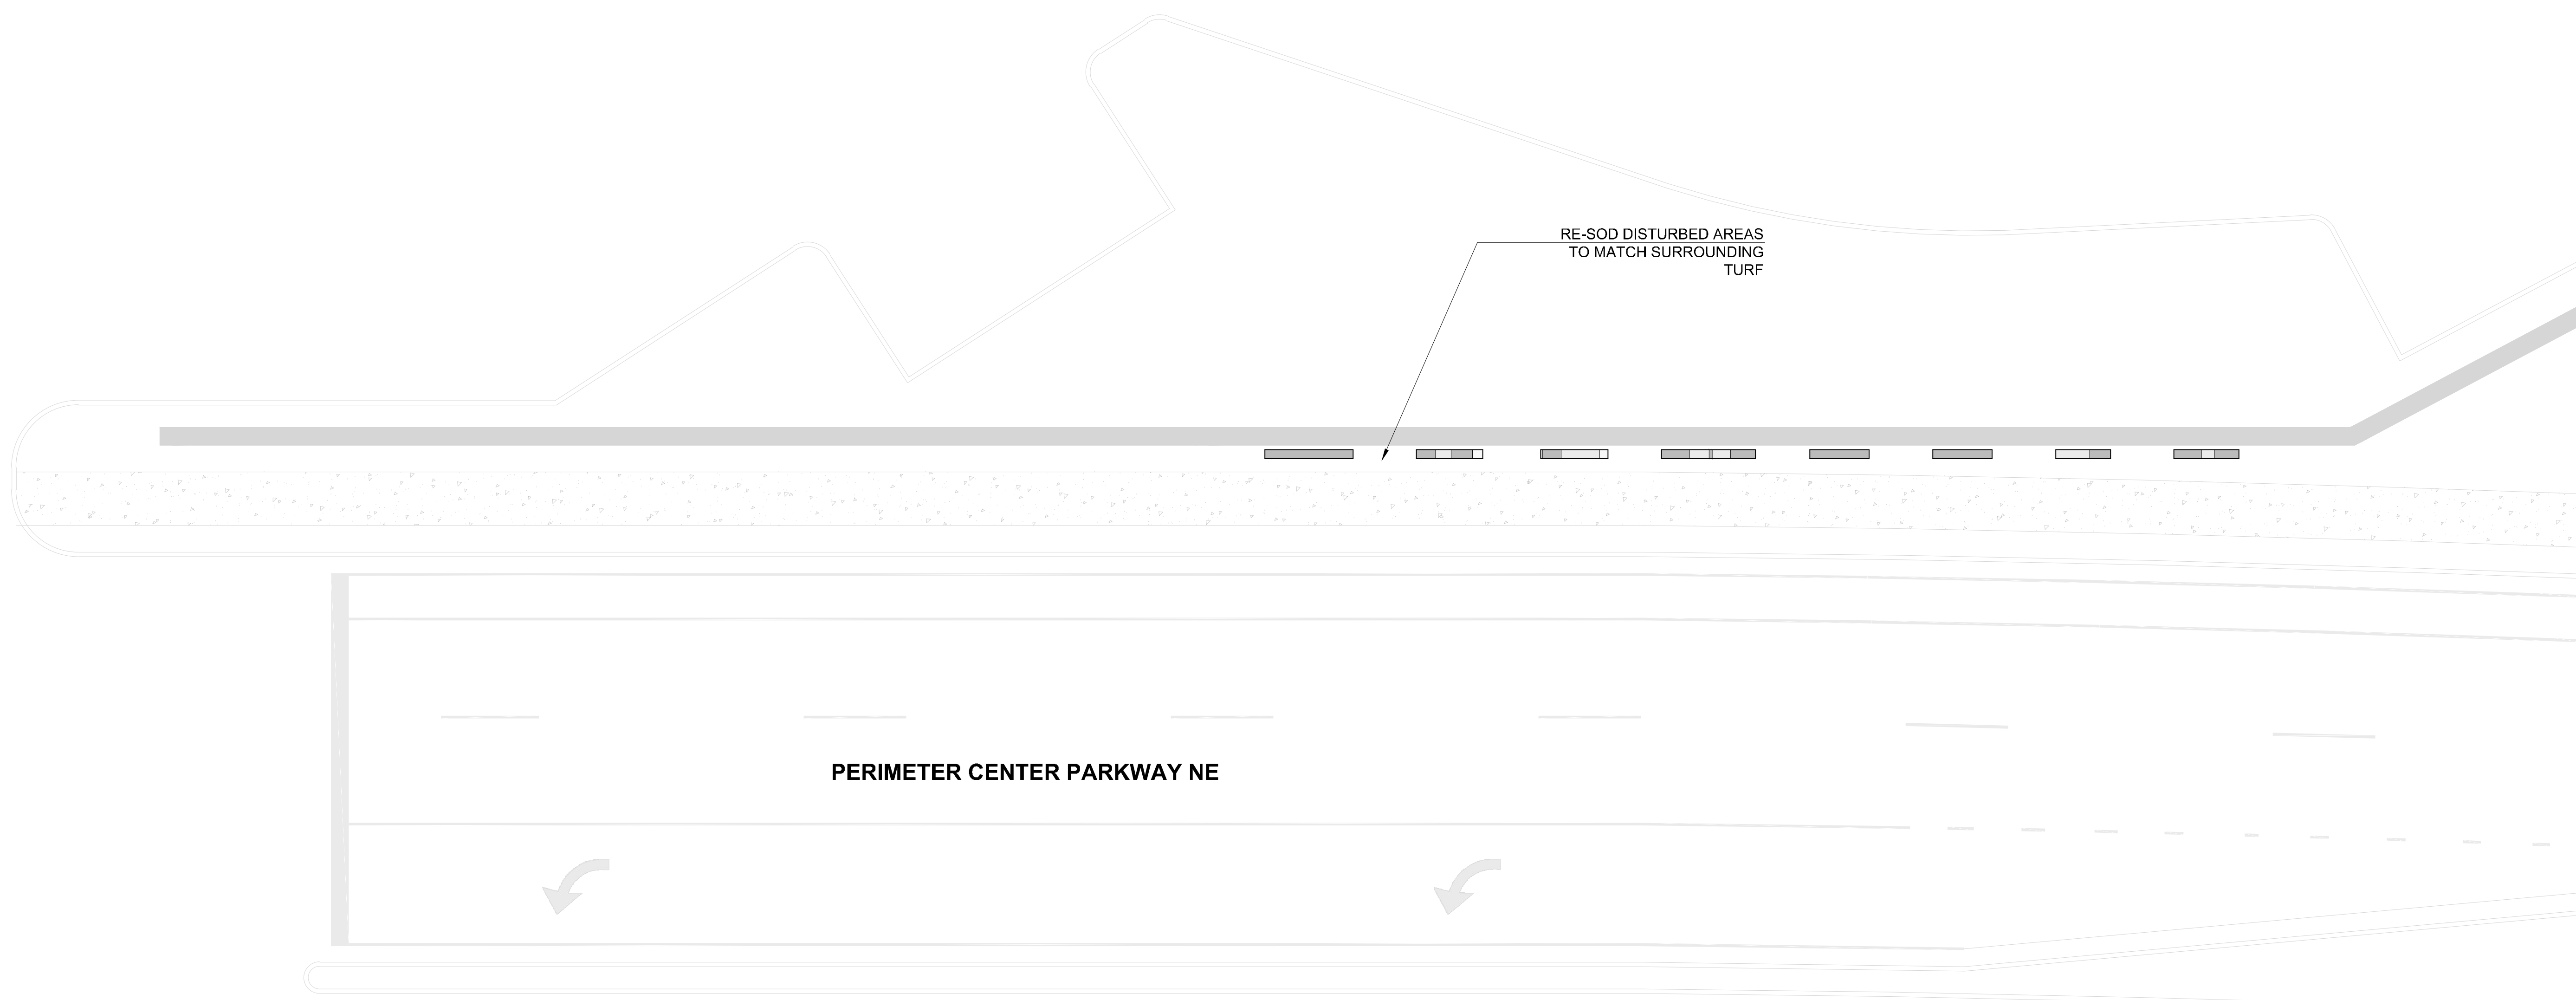 RE-SOD DISTURBED AREAS
TO MATCH SURROUNDING
TURF
PERIMETER CENTER PARKWAY NE